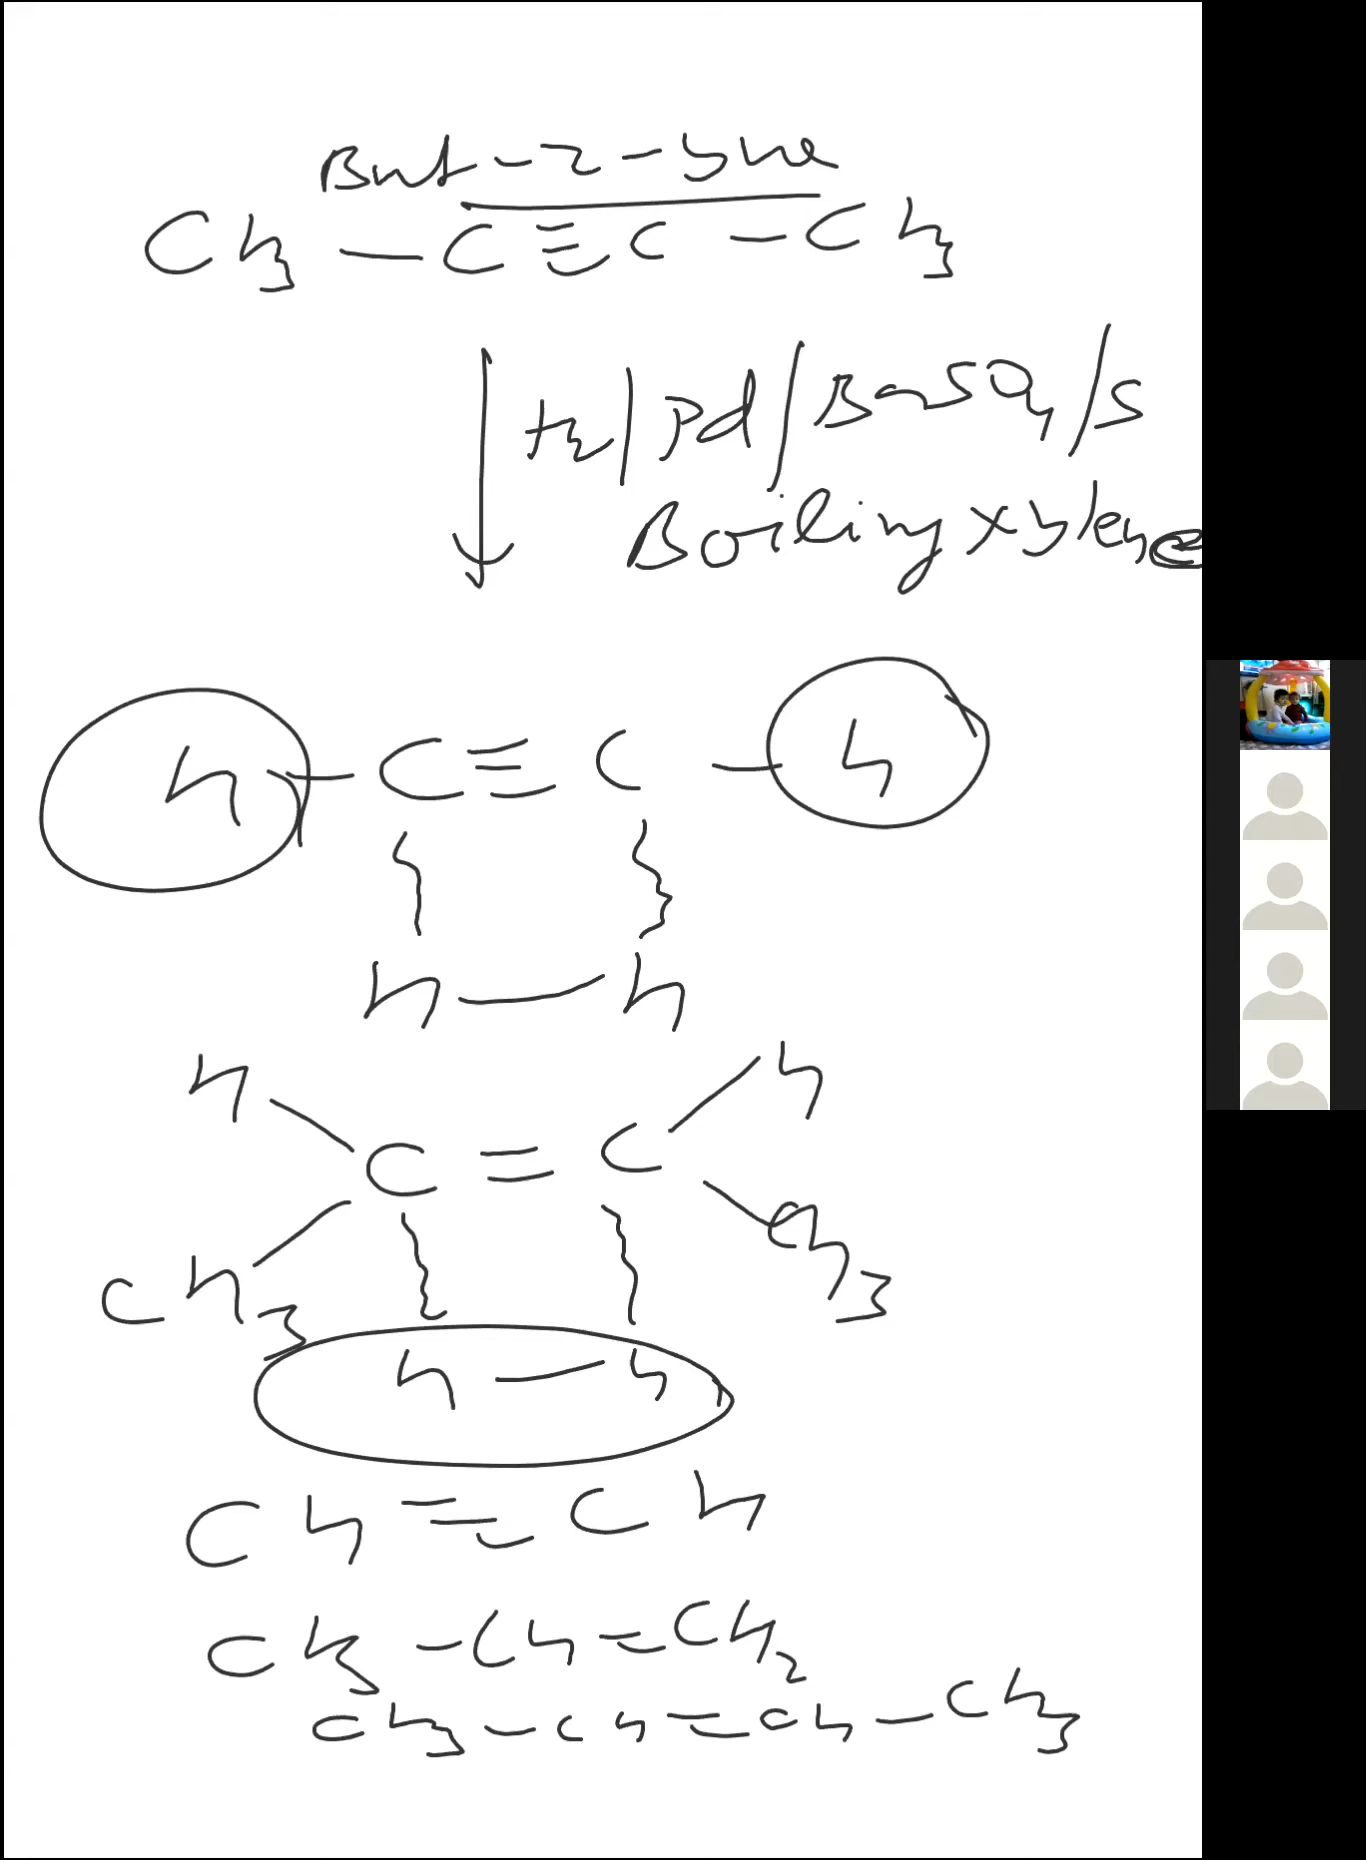 But-2-yne
CH3 — C ≡ C — CH3
H2/Pd/BaSO4/S
Boiling xylene
H — C ≡ C — H
H — H
H H
C = C
CH3 CH3
H — H
CH ≡ CH
CH3 — CH = CH2
CH3 — CH = CH — CH3